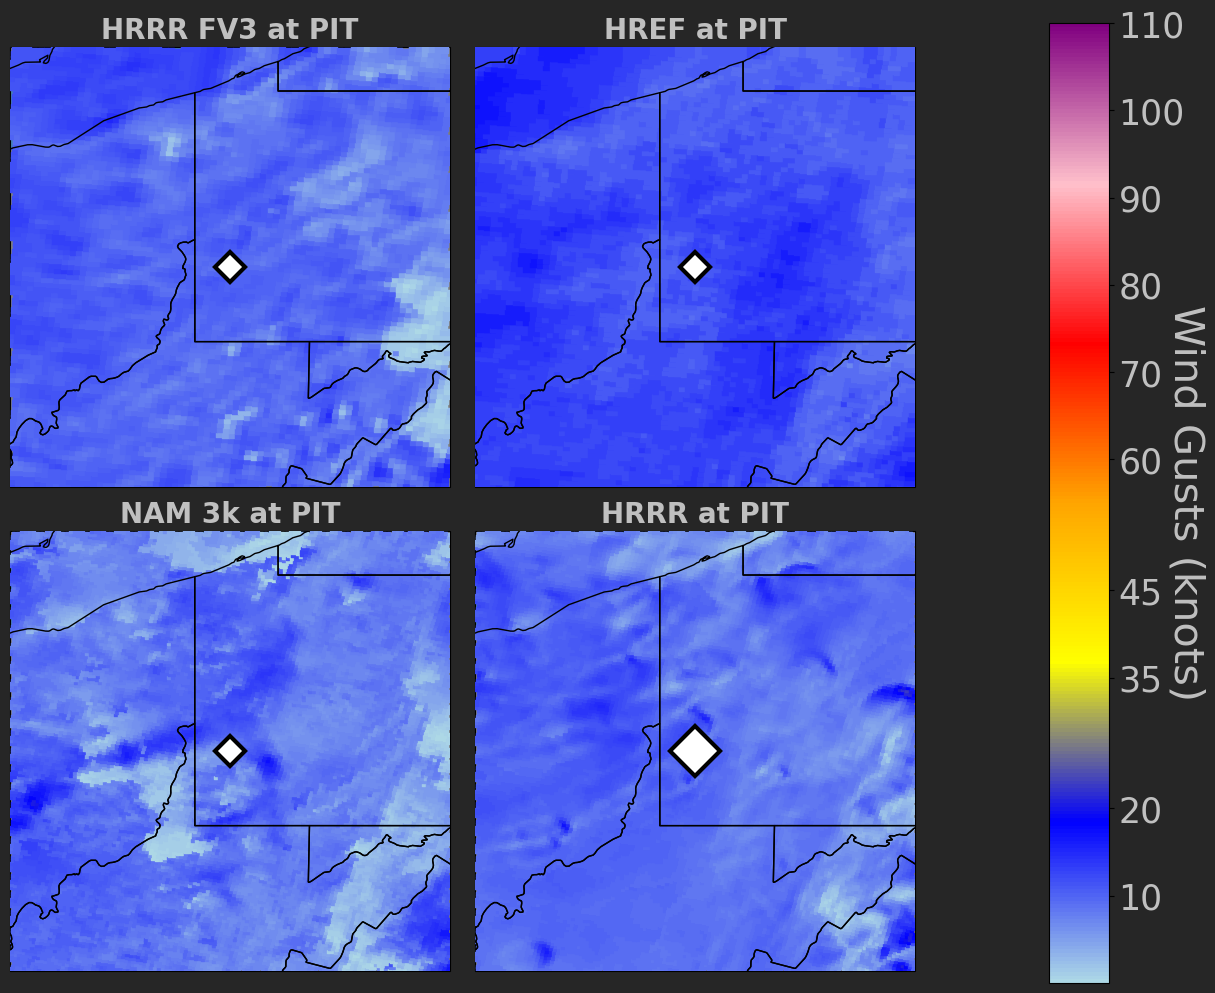 HRRR FV3 at PIT
HREF at PIT
NAM 3k at PIT
HRRR at PIT
110
100
90
80
70
60
45
35
20
10
Wind Gusts (knots)